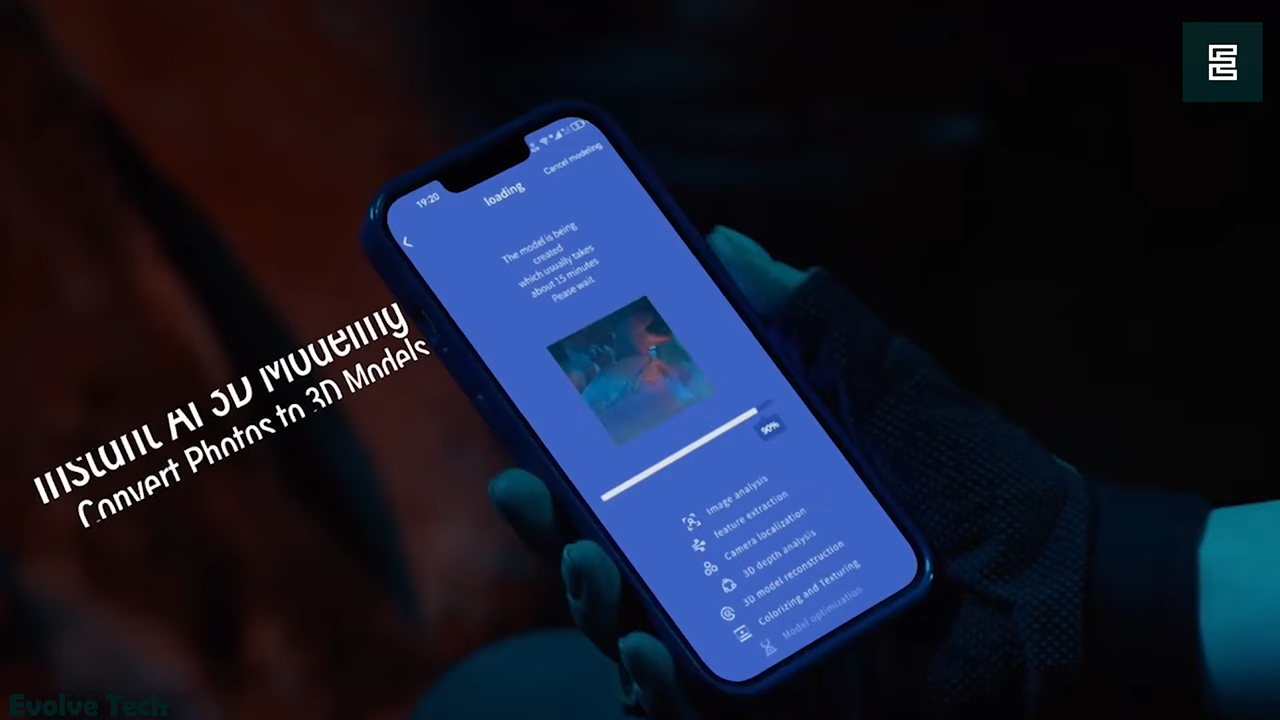 19:20
Cancel modeling
loading
The model is being
created
which usually takes
about 15 minutes
Pease wait
90%
Image analysis
feature extraction
Camera localization
3D depth analysis
3D model reconstruction
Colorizing and Texturing
Model optimization
Instant AI 3D Modeling
Convert Photos to 3D Models
Evolve Tech